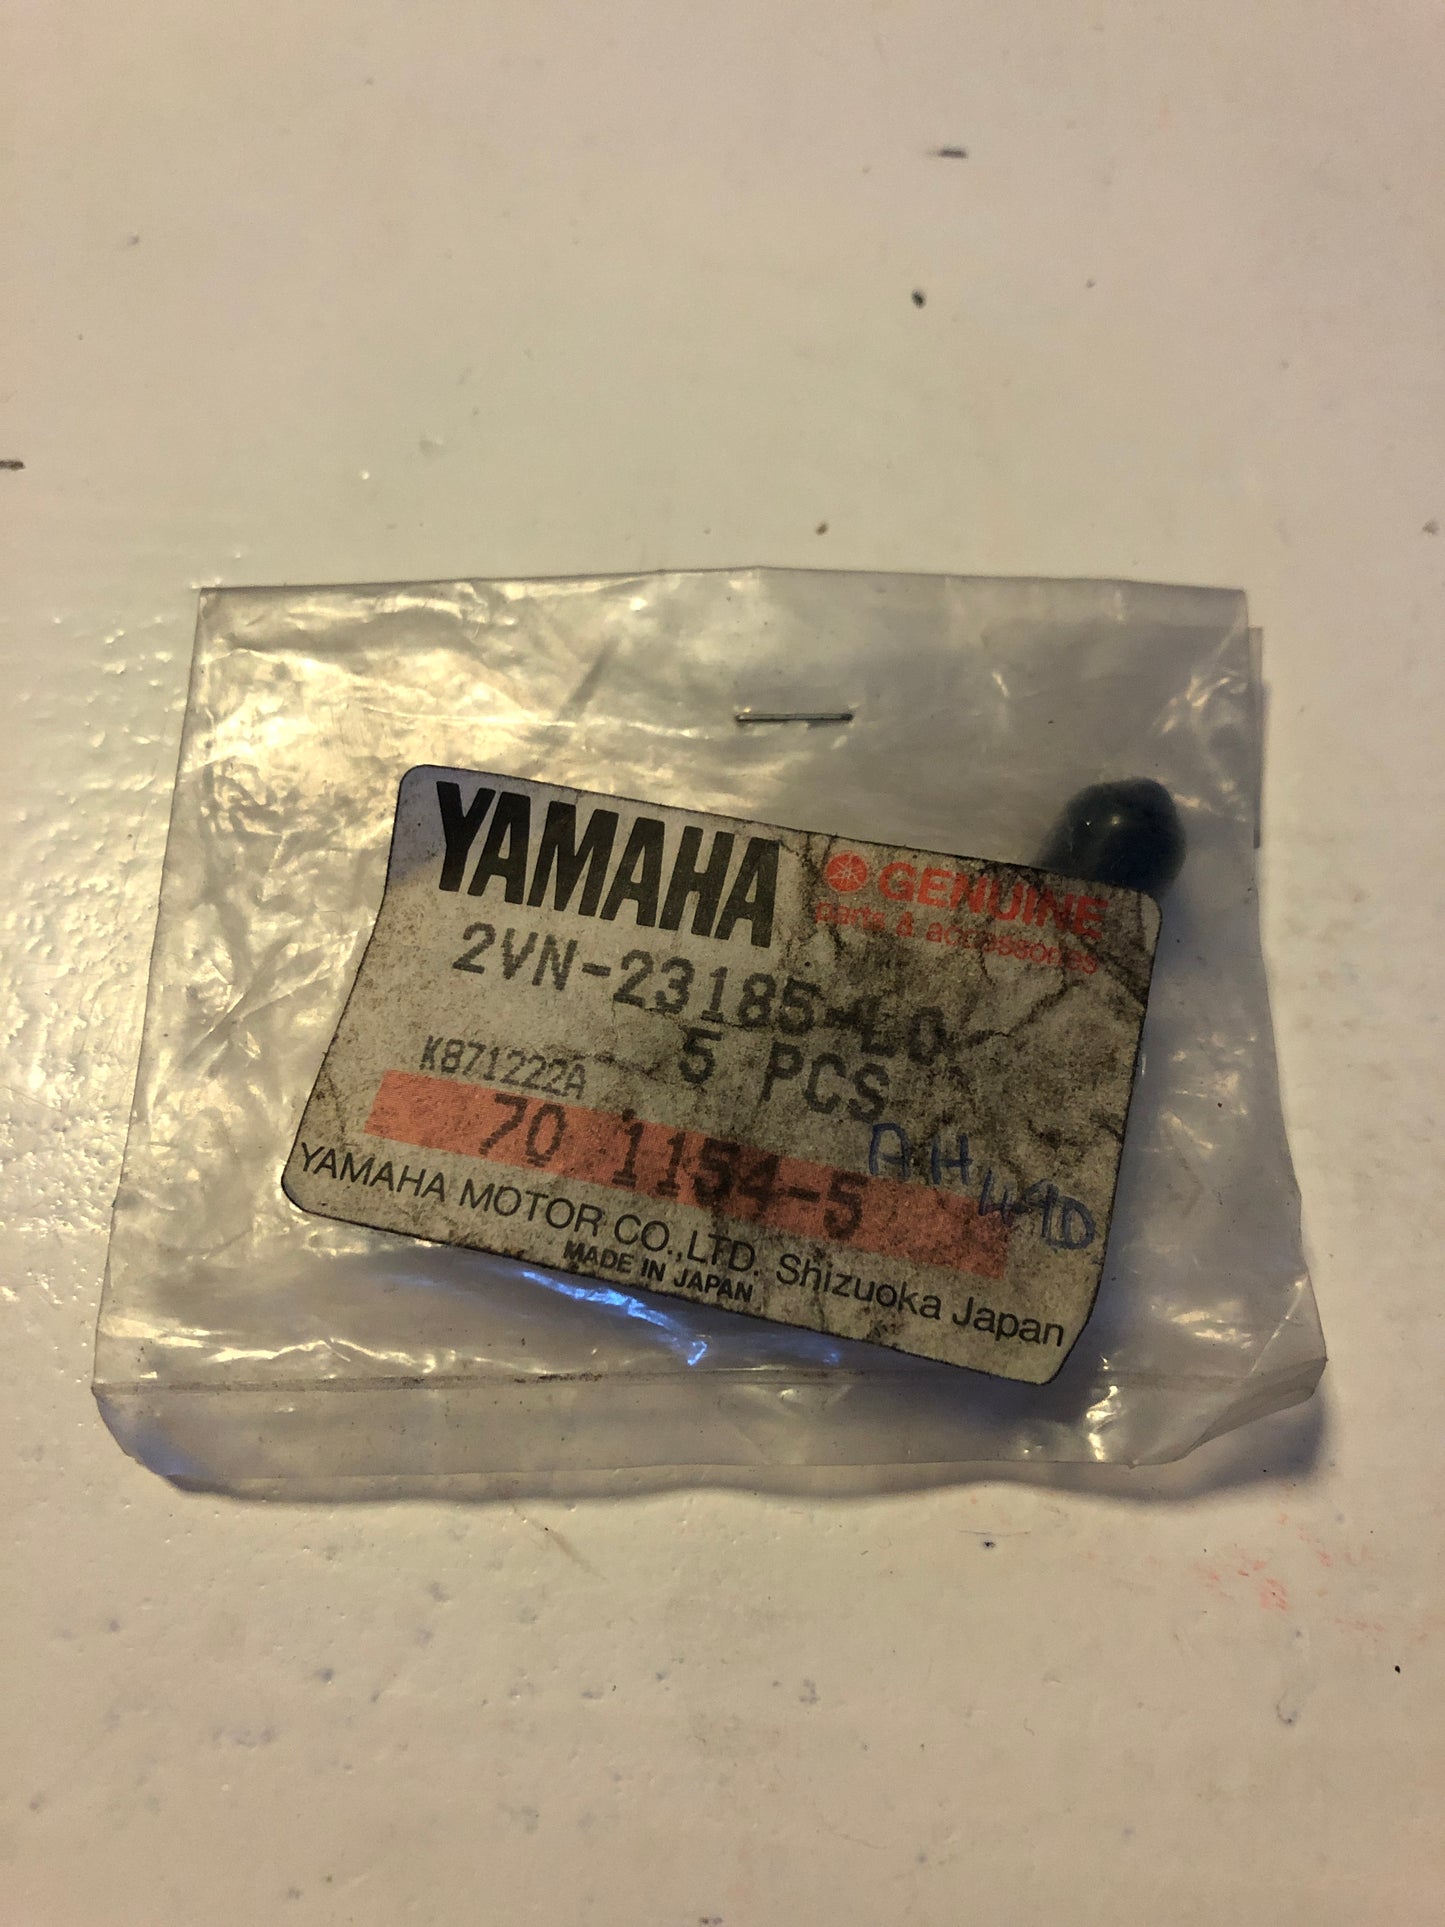 YAMAHA
GENUINE
parts & accessories
2VN-23185-L0
5 PCS
K871222A
70 1154-5
AH
YAMAHA MOTOR CO.,LTD. Shizuoka Japan
MADE IN JAPAN